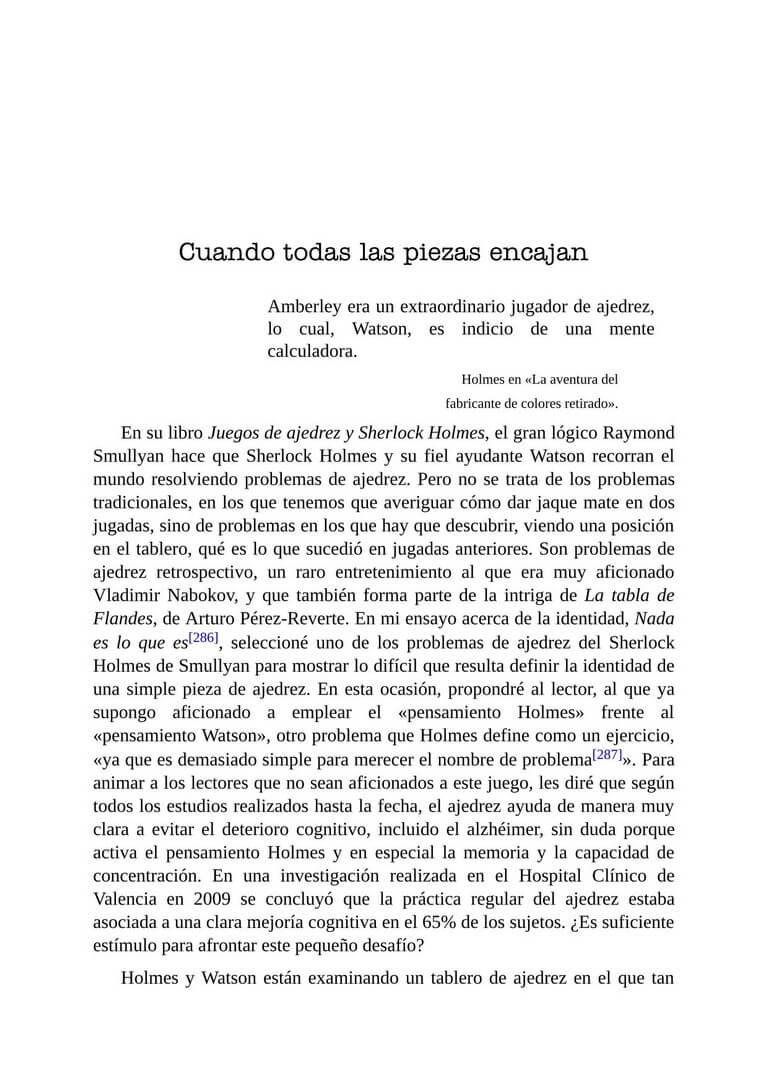 Cuando todas las piezas encajan
Amberley era un extraordinario jugador de ajedrez,
lo cual, Watson, es indicio de una mente
calculadora.
Holmes en «La aventura del
fabricante de colores retirado».
En su libro Juegos de ajedrez y Sherlock Holmes, el gran lógico Raymond
Smullyan hace que Sherlock Holmes y su fiel ayudante Watson recorran el
mundo resolviendo problemas de ajedrez. Pero no se trata de los problemas
tradicionales, en los que tenemos que averiguar cómo dar jaque mate en dos
jugadas, sino de problemas en los que hay que descubrir, viendo una posición
en el tablero, qué es lo que sucedió en jugadas anteriores. Son problemas de
ajedrez retrospectivo, un raro entretenimiento al que era muy aficionado
Vladimir Nabokov, y que también forma parte de la intriga de La tabla de
Flandes, de Arturo Pérez-Reverte. En mi ensayo acerca de la identidad, Nada
es lo que es[286], seleccioné uno de los problemas de ajedrez del Sherlock
Holmes de Smullyan para mostrar lo difícil que resulta definir la identidad de
una simple pieza de ajedrez. En esta ocasión, propondré al lector, al que ya
supongo aficionado a emplear el «pensamiento Holmes» frente al
«pensamiento Watson», otro problema que Holmes define como un ejercicio,
«ya que es demasiado simple para merecer el nombre de problema[287]». Para
animar a los lectores que no sean aficionados a este juego, les diré que según
todos los estudios realizados hasta la fecha, el ajedrez ayuda de manera muy
clara a evitar el deterioro cognitivo, incluido el alzhéimer, sin duda porque
activa el pensamiento Holmes y en especial la memoria y la capacidad de
concentración. En una investigación realizada en el Hospital Clínico de
Valencia en 2009 se concluyó que la práctica regular del ajedrez estaba
asociada a una clara mejoría cognitiva en el 65% de los sujetos. ¿Es suficiente
estímulo para afrontar este pequeño desafío?
Holmes y Watson están examinando un tablero de ajedrez en el que tan